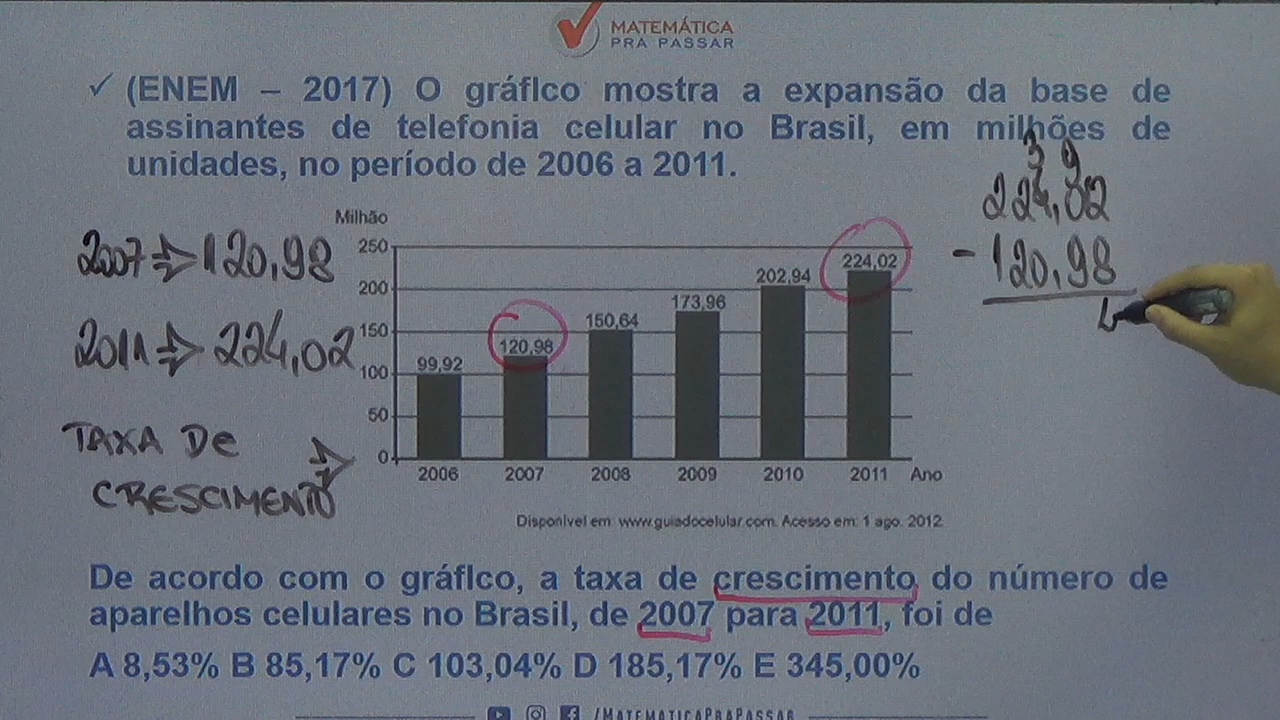 MATEMÁTICA
PRA PASSAR
✓ (ENEM – 2017) O gráfIco mostra a expansão da base de
assinantes de telefonia celular no Brasil, em milhões de
unidades, no período de 2006 a 2011.
3 9
224,02
- 120,98
4
2007 ⇒ 120,98
2011 ⇒ 224,02
TAXA DE
CRESCIMENTO ⇒
Milhão
250
200
150
100
50
0
99,92
120,98
150,64
173,96
202,94
224,02
2006 2007 2008 2009 2010 2011 Ano
Disponível em: www.guiadocelular.com. Acesso em: 1 ago. 2012
De acordo com o gráfIco, a taxa de crescimento do número de
aparelhos celulares no Brasil, de 2007 para 2011, foi de
A 8,53% B 85,17% C 103,04% D 185,17% E 345,00%
/MATEMATICAPRAPASSAR